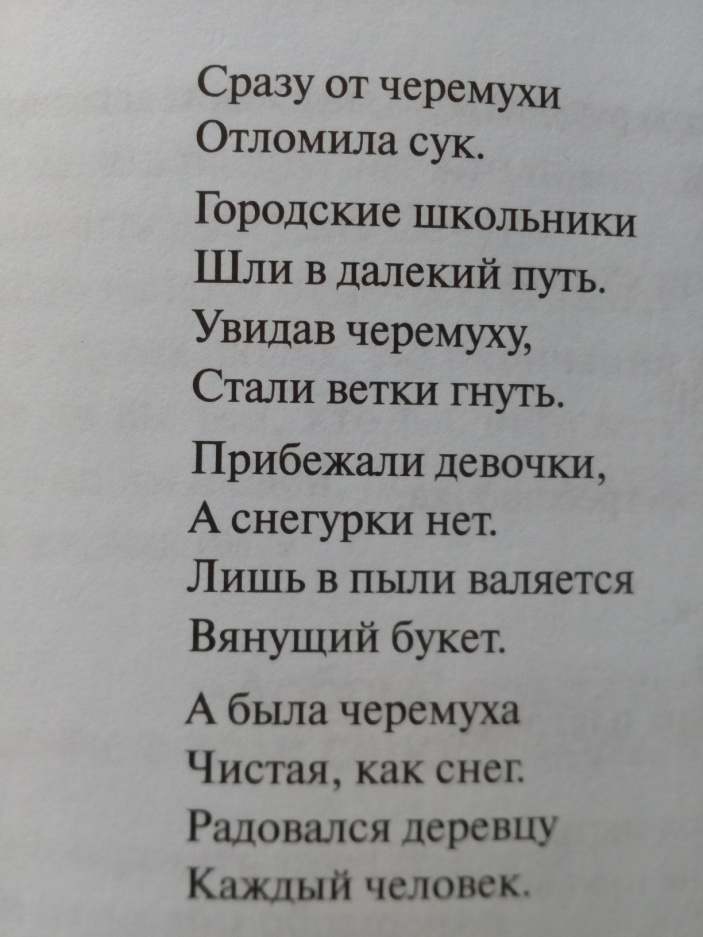 Сразу от черемухи
Отломила сук.
Городские школьники
Шли в далекий путь.
Увидав черемуху,
Стали ветки гнуть.
Прибежали девочки,
А снегурки нет.
Лишь в пыли валяется
Вянущий букет.
А была черемуха
Чистая, как снег.
Радовался деревцу
Каждый человек.